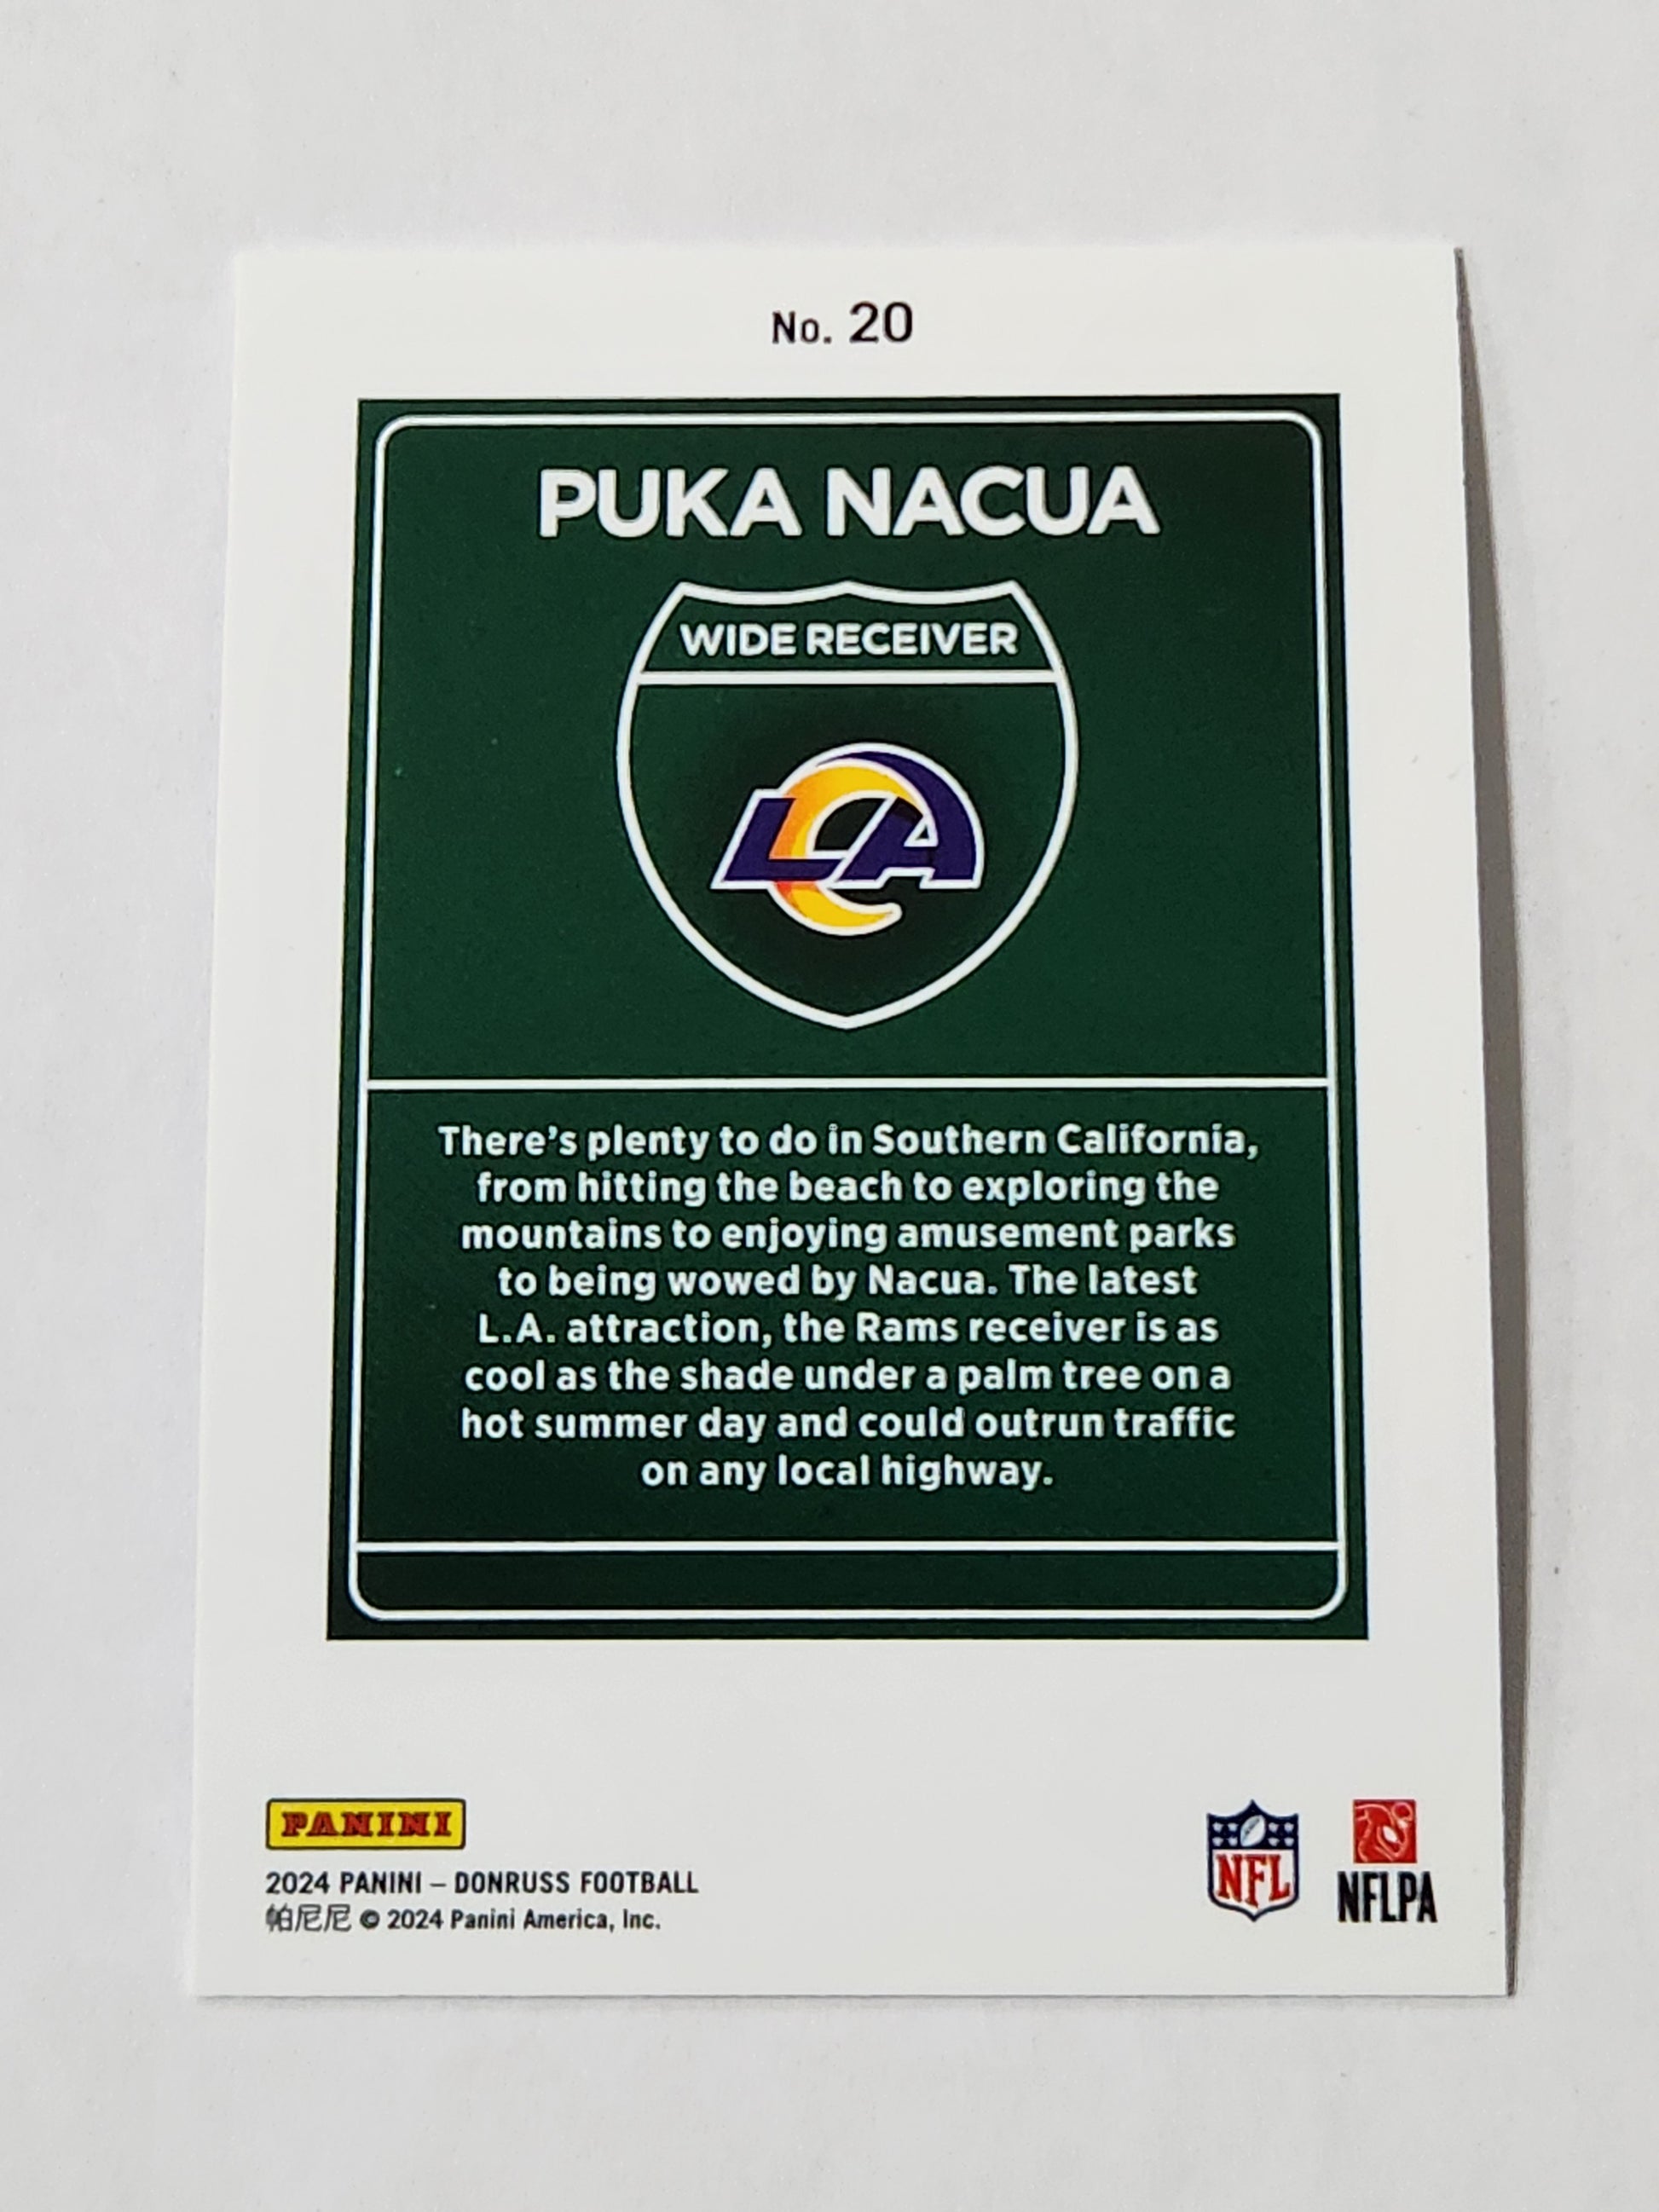 No. 20
PUKA NACUA
WIDE RECEIVER
LA
There's plenty to do in Southern California,
from hitting the beach to exploring the
mountains to enjoying amusement parks
to being wowed by Nacua. The latest
L.A. attraction, the Rams receiver is as
cool as the shade under a palm tree on a
hot summer day and could outrun traffic
on any local highway.
PANINI
2024 PANINI – DONRUSS FOOTBALL
帕尼尼 © 2024 Panini America, Inc.
NFL
NFLPA